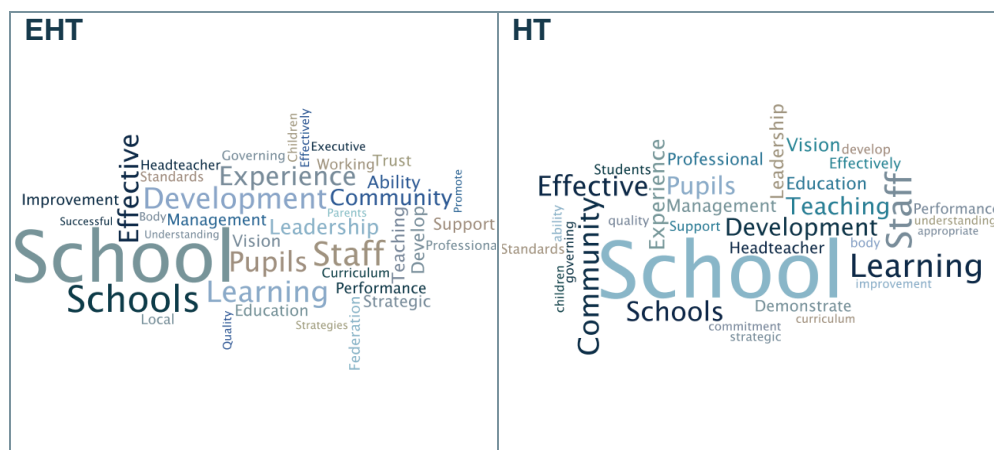 EHT
Children
Effectively
Executive
Effective
Headteacher
Governing
Working
Trust
Standards
Experience
Ability
Promote
Improvement
Development
Community
Successful
Body
Management
Parents
Leadership
Support
Understanding
Vision
Teaching
Develop
School
Pupils
Staff
Professiona
Curriculum
Schools
Learning
Performance
Strategic
Local
Quality
Education
Strategies
Federation
HT
Leadership
Vision
develop
Experience
Professional
Effectively
Students
Effective
Pupils
Education
Staff
Management
Teaching
Performance
ability
quality
Support
Development
understanding
appropriate
Standards
governing
Community
Headteacher
body
children
School
Learning
improvement
Schools
Demonstrate
curriculum
commitment
strategic